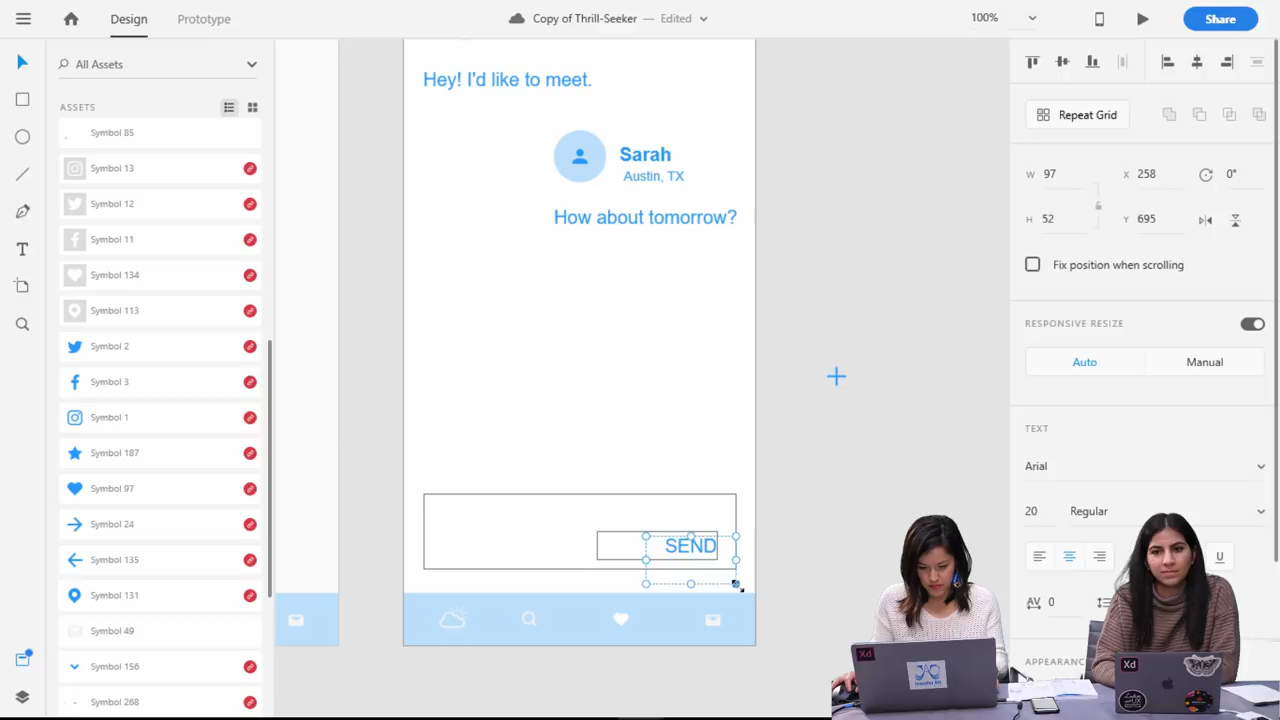 Design
Prototype
Copy of Thrill-Seeker — Edited
100%
Share
All Assets
ASSETS
Symbol 85
Symbol 13
Symbol 12
Symbol 11
Symbol 134
Symbol 113
Symbol 2
Symbol 3
Symbol 1
Symbol 187
Symbol 97
Symbol 24
Symbol 135
Symbol 131
Symbol 49
Symbol 156
Symbol 268
Hey! I'd like to meet.
Sarah
Austin, TX
How about tomorrow?
SEND
Repeat Grid
W 97
X 258
0°
H 52
Y 695
Fix position when scrolling
RESPONSIVE RESIZE
Auto
Manual
TEXT
Arial
20
Regular
U
AV 0
APPEARANC
Xd
Xd